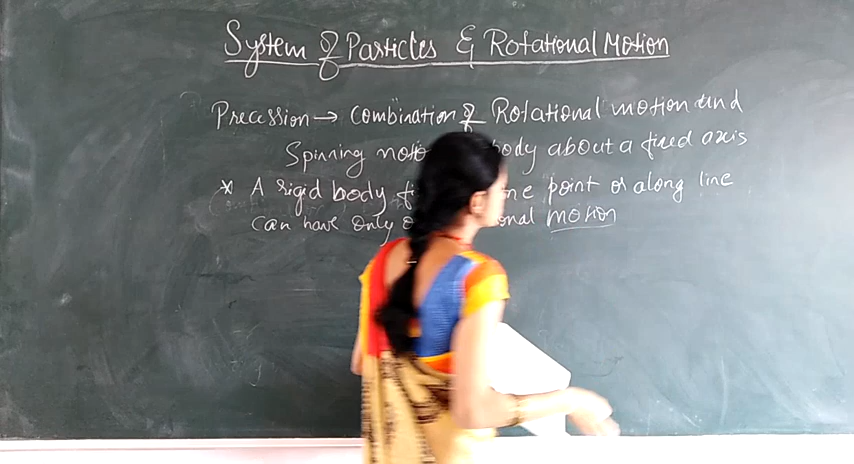 System of Particles & Rotational Motion
Precession → Combination of Rotational motion and
Spinning body about a fixed axis
* A rigid body point or along line
can have only motion